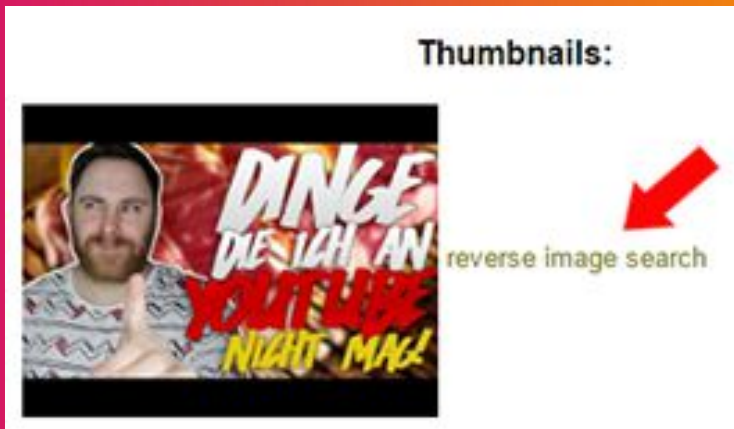 Thumbnails:
DINGE
DIE ICH AN
YOUTUBE
NICHT MAG!
reverse image search